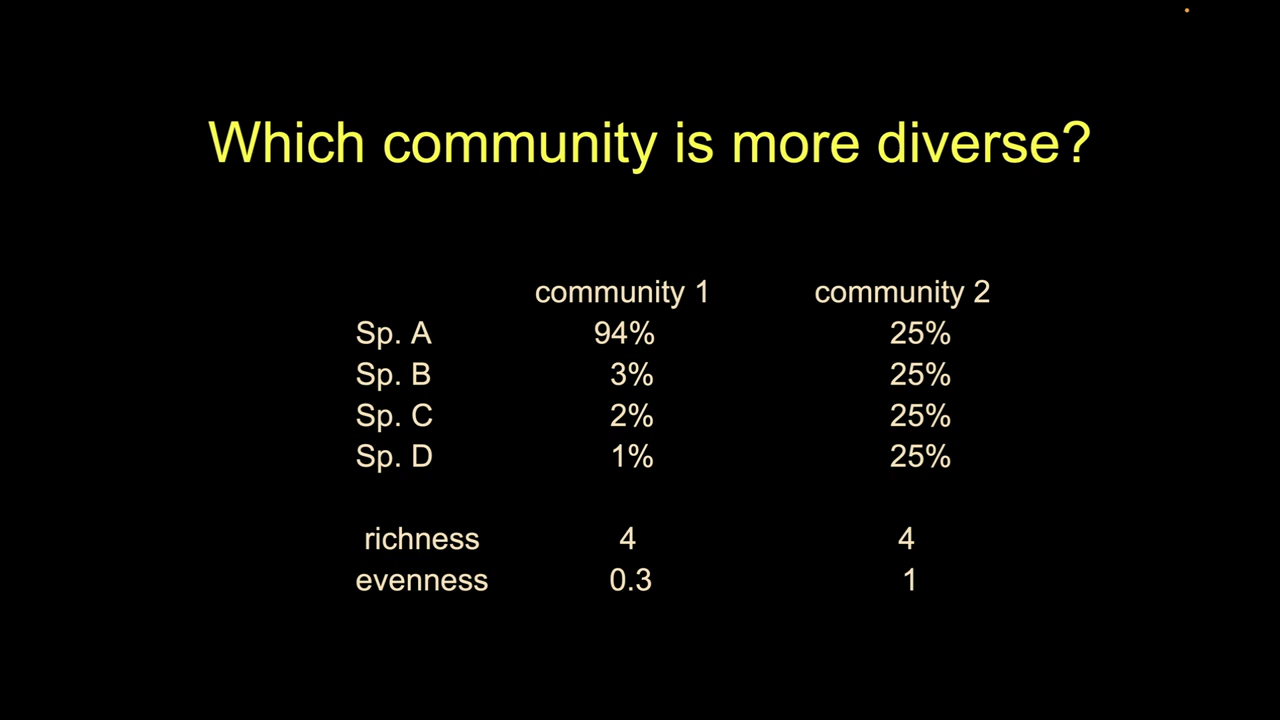 Which community is more diverse?
community 1 community 2
Sp. A 94% 25%
Sp. B 3% 25%
Sp. C 2% 25%
Sp. D 1% 25%
richness 4 4
evenness 0.3 1